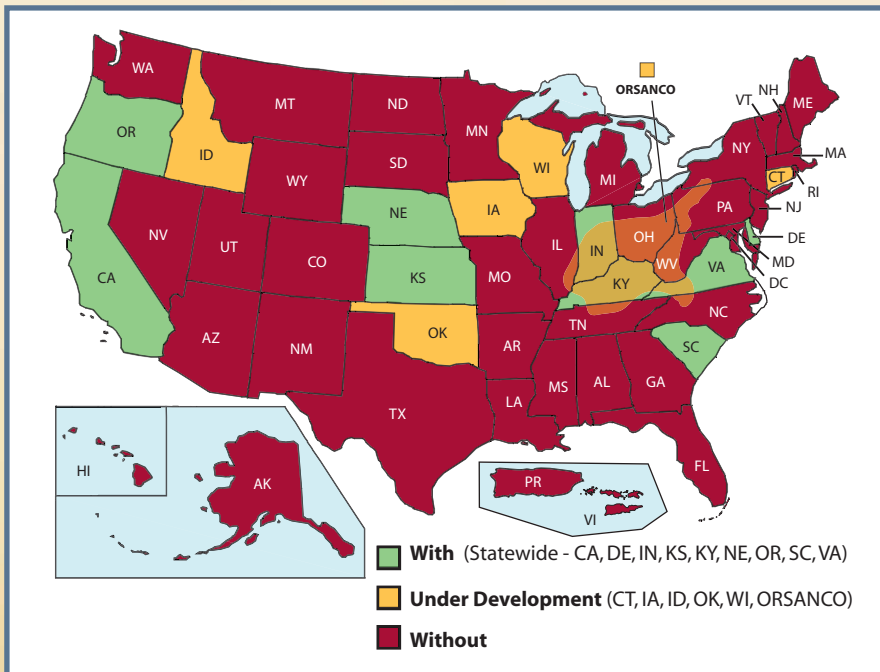 WA
MT
ND
MN
ORSANCO
VT
NH
ME
OR
ID
SD
WI
NY
MA
WY
MI
CT
RI
NE
IA
PA
NJ
NV
UT
CO
IL
IN
OH
WV
DE
CA
KS
MO
KY
VA
MD
DC
AZ
NM
OK
AR
TN
NC
SC
MS
AL
GA
TX
LA
FL
HI
AK
PR
VI
With (Statewide - CA, DE, IN, KS, KY, NE, OR, SC, VA)
Under Development (CT, IA, ID, OK, WI, ORSANCO)
Without